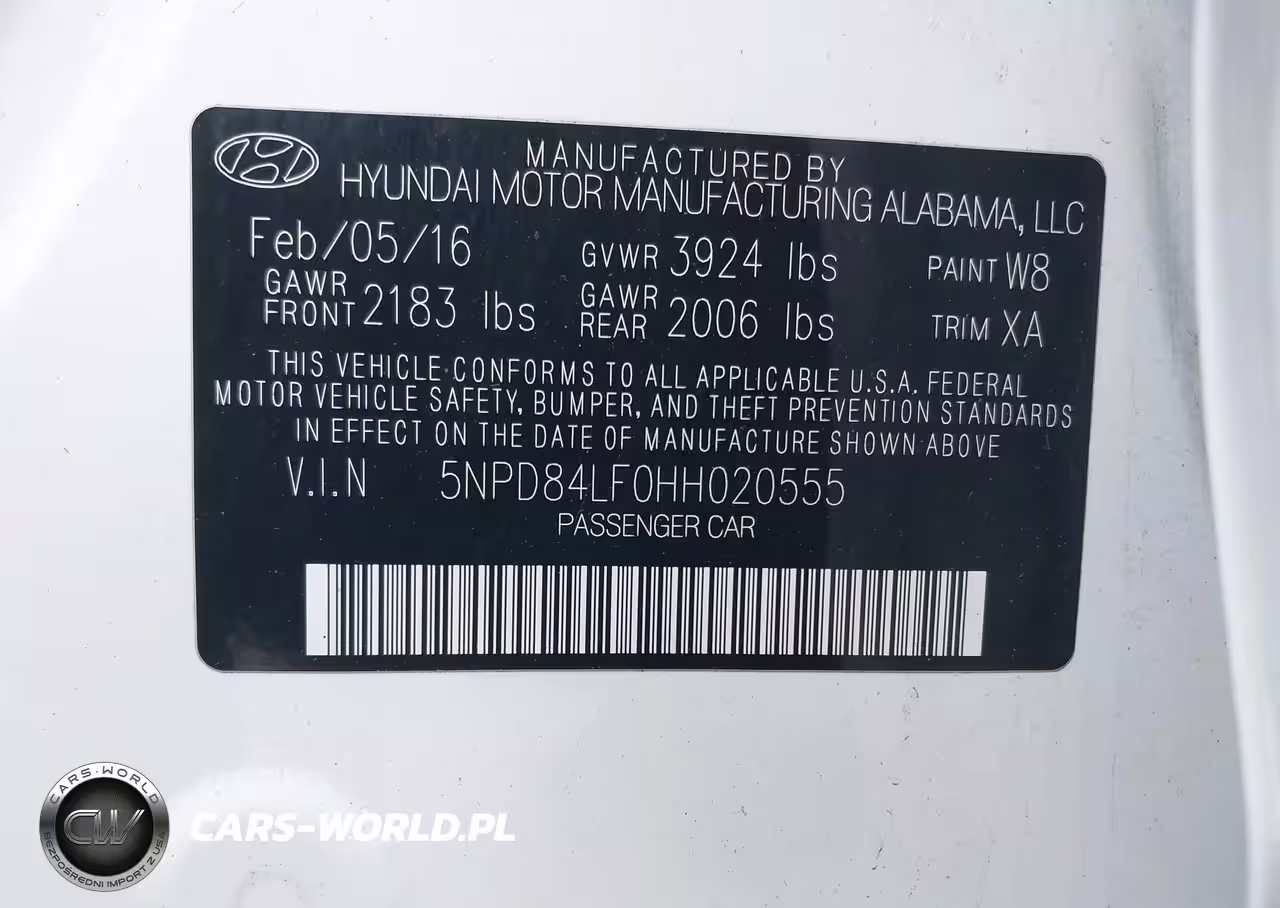 MANUFACTURED BY
HYUNDAI MOTOR MANUFACTURING ALABAMA, LLC
Feb/05/16 GVWR 3924 lbs PAINT W8
GAWR FRONT 2183 lbs GAWR REAR 2006 lbs TRIM XA
THIS VEHICLE CONFORMS TO ALL APPLICABLE U.S.A. FEDERAL
MOTOR VEHICLE SAFETY, BUMPER, AND THEFT PREVENTION STANDARDS
IN EFFECT ON THE DATE OF MANUFACTURE SHOWN ABOVE
V.I.N 5NPD84LF0HH020555
PASSENGER CAR
CARS-WORLD
CW
BEZPOŚREDNI IMPORT Z USA
CARS-WORLD.PL